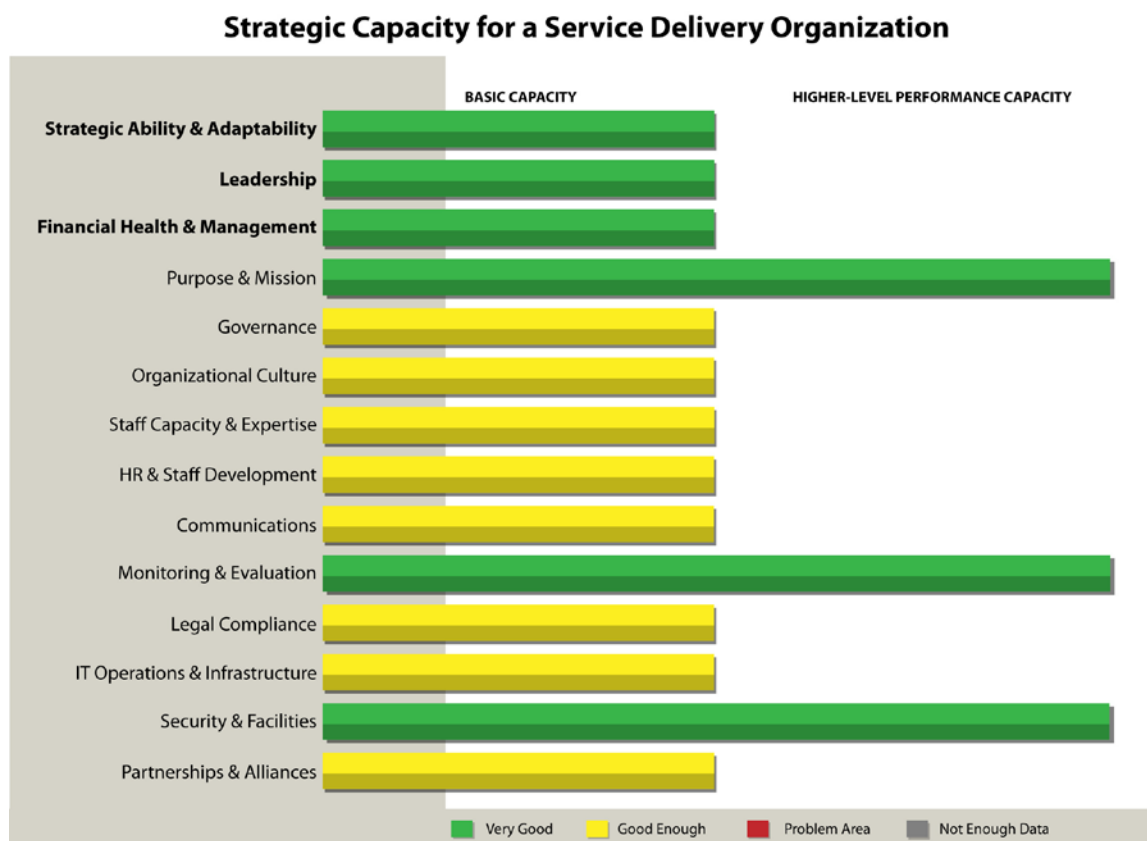 Strategic Capacity for a Service Delivery Organization
BASIC CAPACITY
HIGHER-LEVEL PERFORMANCE CAPACITY
Strategic Ability & Adaptability
Leadership
Financial Health & Management
Purpose & Mission
Governance
Organizational Culture
Staff Capacity & Expertise
HR & Staff Development
Communications
Monitoring & Evaluation
Legal Compliance
IT Operations & Infrastructure
Security & Facilities
Partnerships & Alliances
Very Good
Good Enough
Problem Area
Not Enough Data